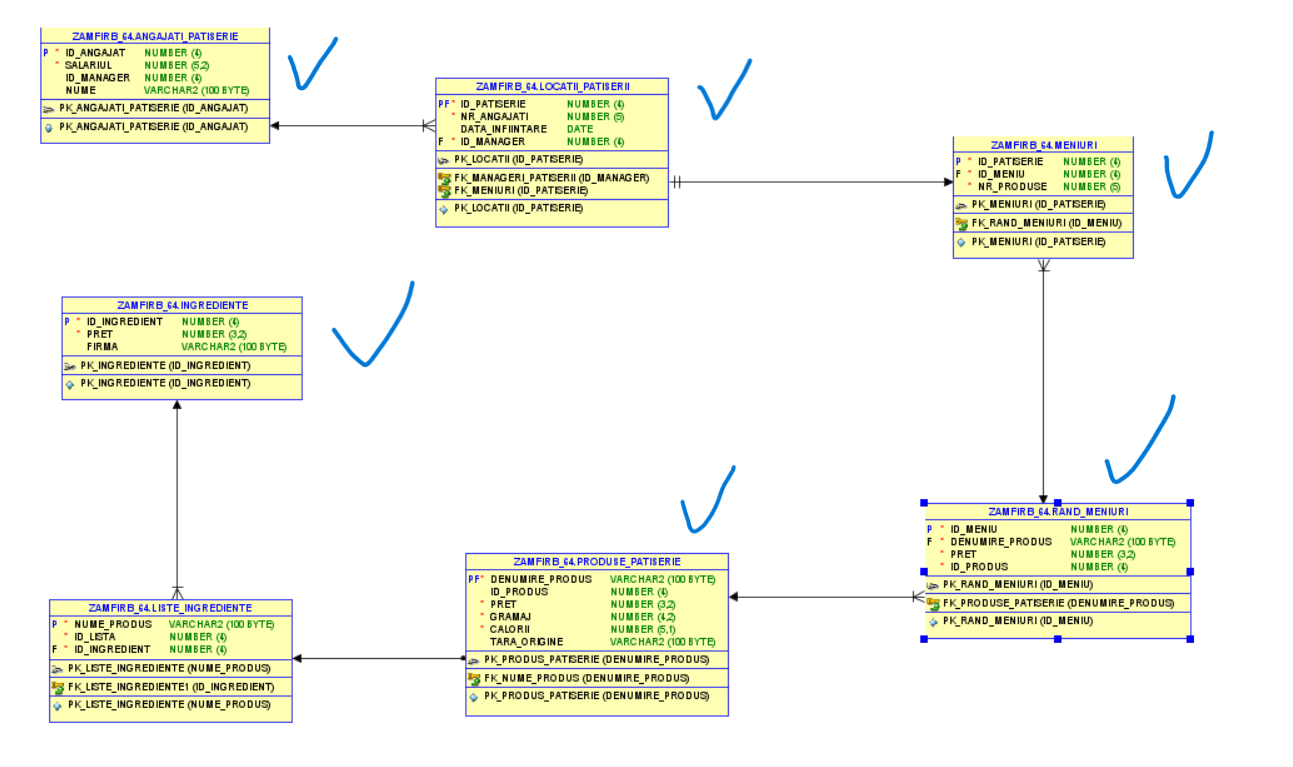 ZAMFIRB_64.ANGAJATI_PATISERIE
P * ID_ANGAJAT NUMBER (4)
* SALARIUL NUMBER (5,2)
ID_MANAGER NUMBER (4)
NUME VARCHAR2 (100 BYTE)
PK_ANGAJATI_PATISERIE (ID_ANGAJAT)
PK_ANGAJATI_PATISERIE (ID_ANGAJAT)
ZAMFIRB_64.LOCATII_PATISERII
PF* ID_PATISERIE NUMBER (4)
* NR_ANGAJATI NUMBER (5)
DATA_INFIINTARE DATE
F * ID_MANAGER NUMBER (4)
PK_LOCATII (ID_PATISERIE)
FK_MANAGERI_PATISERII (ID_MANAGER)
FK_MENIURI (ID_PATISERIE)
PK_LOCATII (ID_PATISERIE)
ZAMFIRB_64.MENIURI
P * ID_PATISERIE NUMBER (4)
F * ID_MENIU NUMBER (4)
* NR_PRODUSE NUMBER (5)
PK_MENIURI (ID_PATISERIE)
FK_RAND_MENIURI (ID_MENIU)
PK_MENIURI (ID_PATISERIE)
ZAMFIRB_64.INGREDIENTE
P * ID_INGREDIENT NUMBER (4)
* PRET NUMBER (3,2)
FIRMA VARCHAR2 (100 BYTE)
PK_INGREDIENTE (ID_INGREDIENT)
PK_INGREDIENTE (ID_INGREDIENT)
ZAMFIRB_64.RAND_MENIURI
P * ID_MENIU NUMBER (4)
F * DENUMIRE_PRODUS VARCHAR2 (100 BYTE)
* PRET NUMBER (3,2)
* ID_PRODUS NUMBER (4)
PK_RAND_MENIURI (ID_MENIU)
FK_PRODUSE_PATISERIE (DENUMIRE_PRODUS)
PK_RAND_MENIURI (ID_MENIU)
ZAMFIRB_64.PRODUSE_PATISERIE
PF* DENUMIRE_PRODUS VARCHAR2 (100 BYTE)
ID_PRODUS NUMBER (4)
* PRET NUMBER (3,2)
* GRAMAJ NUMBER (4,2)
* CALORII NUMBER (5,1)
TARA_ORIGINE VARCHAR2 (100 BYTE)
PK_PRODUS_PATISERIE (DENUMIRE_PRODUS)
FK_NUME_PRODUS (DENUMIRE_PRODUS)
PK_PRODUS_PATISERIE (DENUMIRE_PRODUS)
ZAMFIRB_64.LISTE_INGREDIENTE
P * NUME_PRODUS VARCHAR2 (100 BYTE)
* ID_LISTA NUMBER (4)
F * ID_INGREDIENT NUMBER (4)
PK_LISTE_INGREDIENTE (NUME_PRODUS)
FK_LISTE_INGREDIENTE1 (ID_INGREDIENT)
PK_LISTE_INGREDIENTE (NUME_PRODUS)